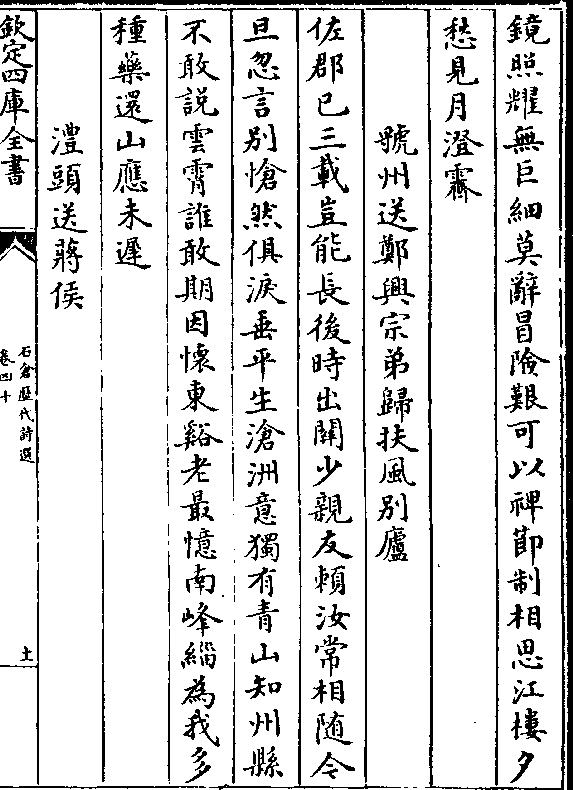 鏡照耀無巨細莫辭冒險艱可以裨節制相思江樓夕
愁見月澄霽
虢州送鄭興宗弟歸扶風別廬
佐郡已三載豈能長後時出關少親友賴汝常相隨今
旦忽言別愴然俱淚垂平生滄洲意獨有青山知州縣
不敢説雲霄誰敢期因懷東谿老最憶南峰緇為我多
種藥還山應未遲
澧頭送蔣侯
欽定四庫全書
石倉歷代詩選
卷四十
土